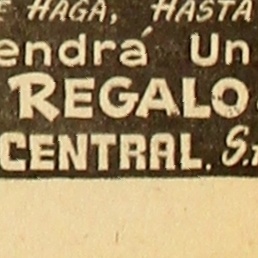 E HAGA, HASTA
endrá Un
REGALO
CENTRAL. S.